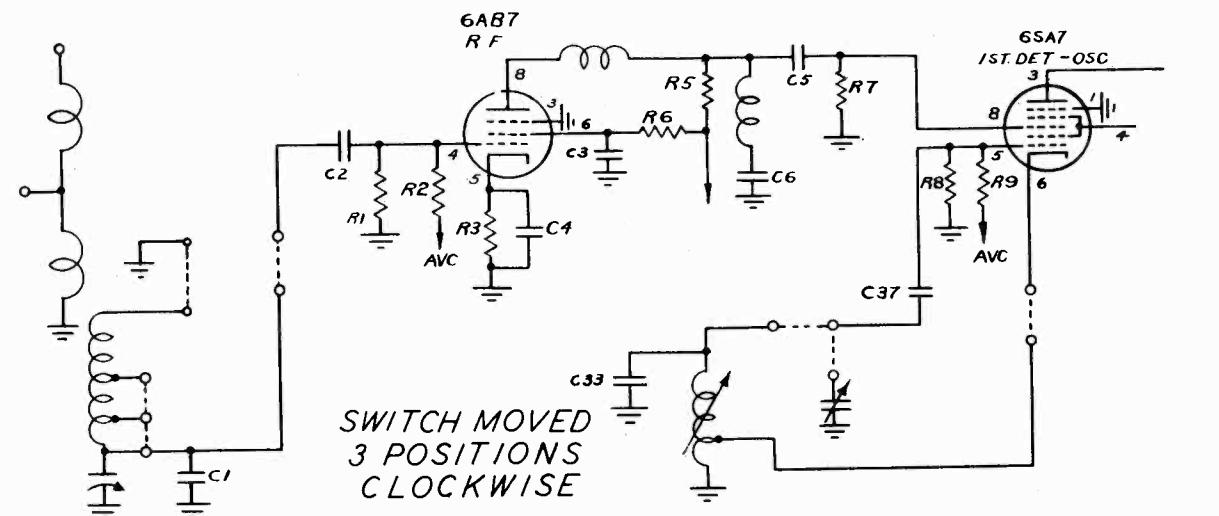 6AB7
RF
6SA7
1ST. DET-OSC
8
3
6
4
5
C2
R1
R2
AVC
R3
C4
C3
R6
R5
C6
C5
R7
3
1
8
4
5
6
R8
R9
AVC
C37
C33
C1
SWITCH MOVED
3 POSITIONS
CLOCKWISE